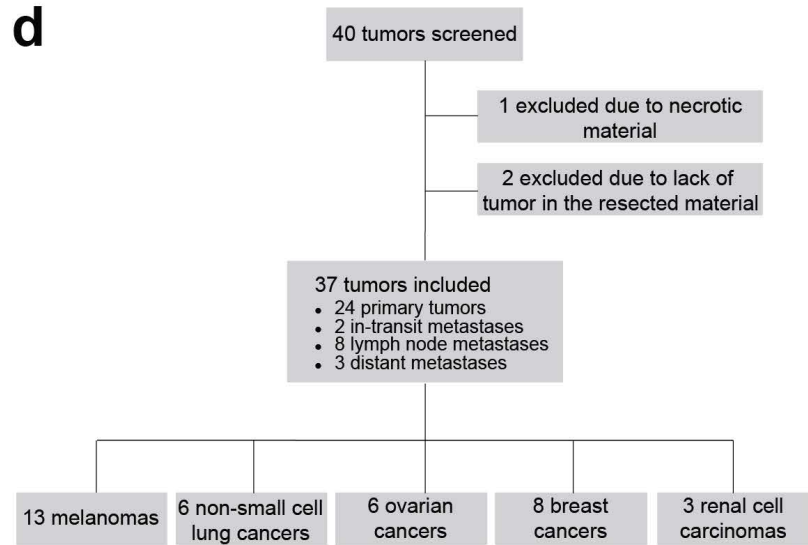 d
40 tumors screened
1 excluded due to necrotic
material
2 excluded due to lack of
tumor in the resected material
37 tumors included
• 24 primary tumors
• 2 in-transit metastases
• 8 lymph node metastases
• 3 distant metastases
13 melanomas
6 non-small cell
lung cancers
6 ovarian
cancers
8 breast
cancers
3 renal cell
carcinomas